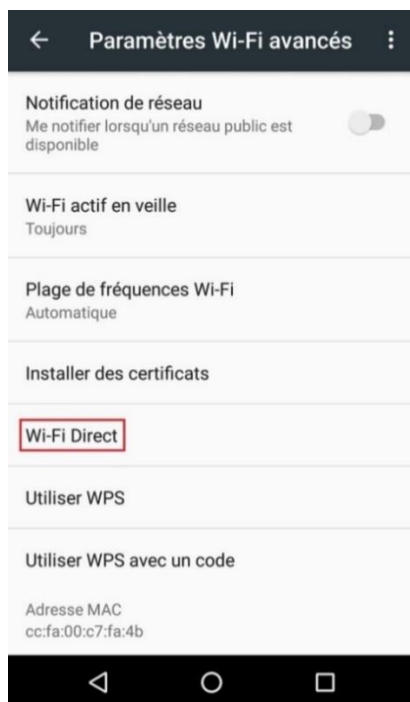 Paramètres Wi-Fi avancés
Notification de réseau
Me notifier lorsqu'un réseau public est
disponible
Wi-Fi actif en veille
Toujours
Plage de fréquences Wi-Fi
Automatique
Installer des certificats
Wi-Fi Direct
Utiliser WPS
Utiliser WPS avec un code
Adresse MAC
cc:fa:00:c7:fa:4b